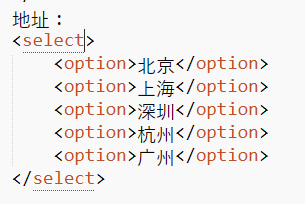 地址：
<select>
    <option>北京</option>
    <option>上海</option>
    <option>深圳</option>
    <option>杭州</option>
    <option>广州</option>
</select>